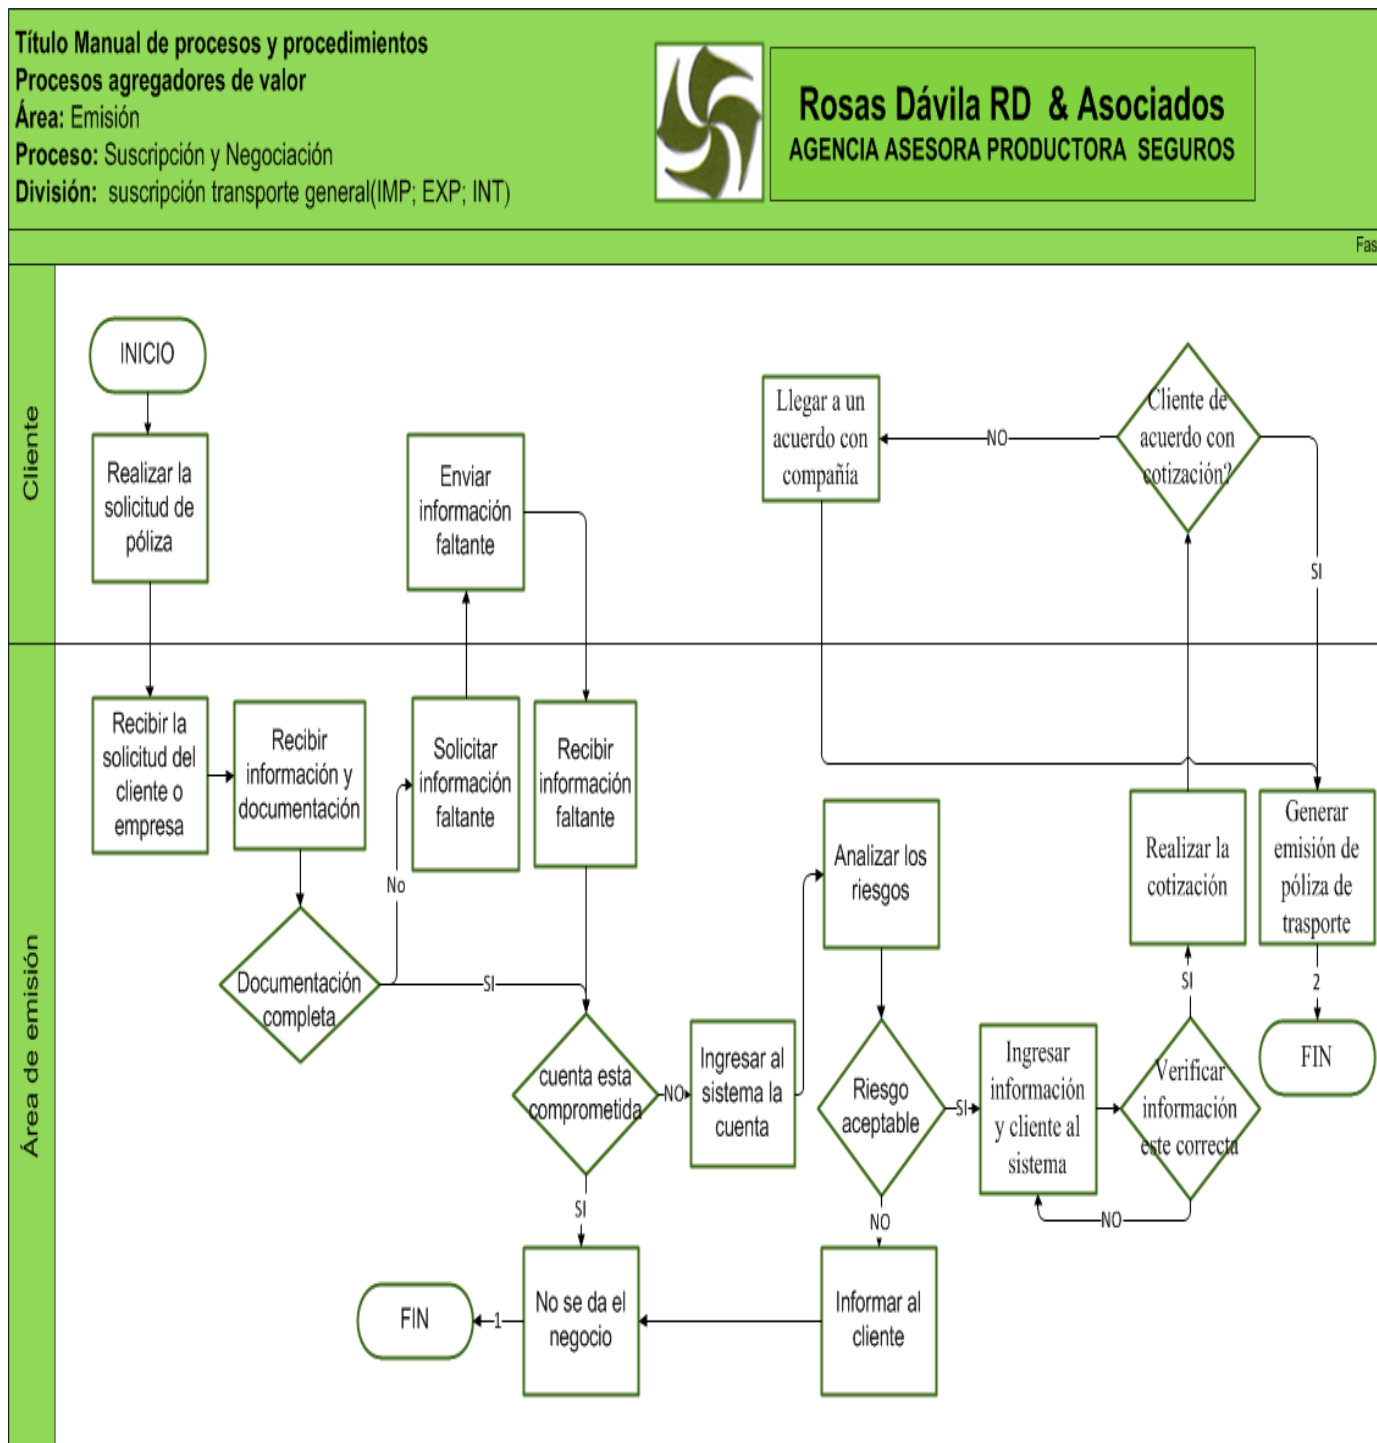 Título Manual de procesos y procedimientos
Procesos agregadores de valor
Área: Emisión
Proceso: Suscripción y Negociación
División: suscripción transporte general(IMP; EXP; INT)
Rosas Dávila RD & Asociados
AGENCIA ASESORA PRODUCTORA SEGUROS
Fas
Cliente
INICIO
Realizar la
solicitud de
póliza
Enviar
información
faltante
Llegar a un
acuerdo con
compañía
NO
Cliente de
acuerdo con
cotización?
SI
Área de emisión
Recibir la
solicitud del
cliente o
empresa
Recibir
información y
documentación
Documentación
completa
No
SI
Solicitar
información
faltante
Recibir
información
faltante
cuenta esta
comprometida
NO
SI
Ingresar al
sistema la
cuenta
Analizar los
riesgos
Riesgo
aceptable
SI
NO
Ingresar
información
y cliente al
sistema
Verificar
información
este correcta
NO
SI
Realizar la
cotización
Generar
emisión de
póliza de
trasporte
2
FIN
Informar al
cliente
No se da el
negocio
1
FIN